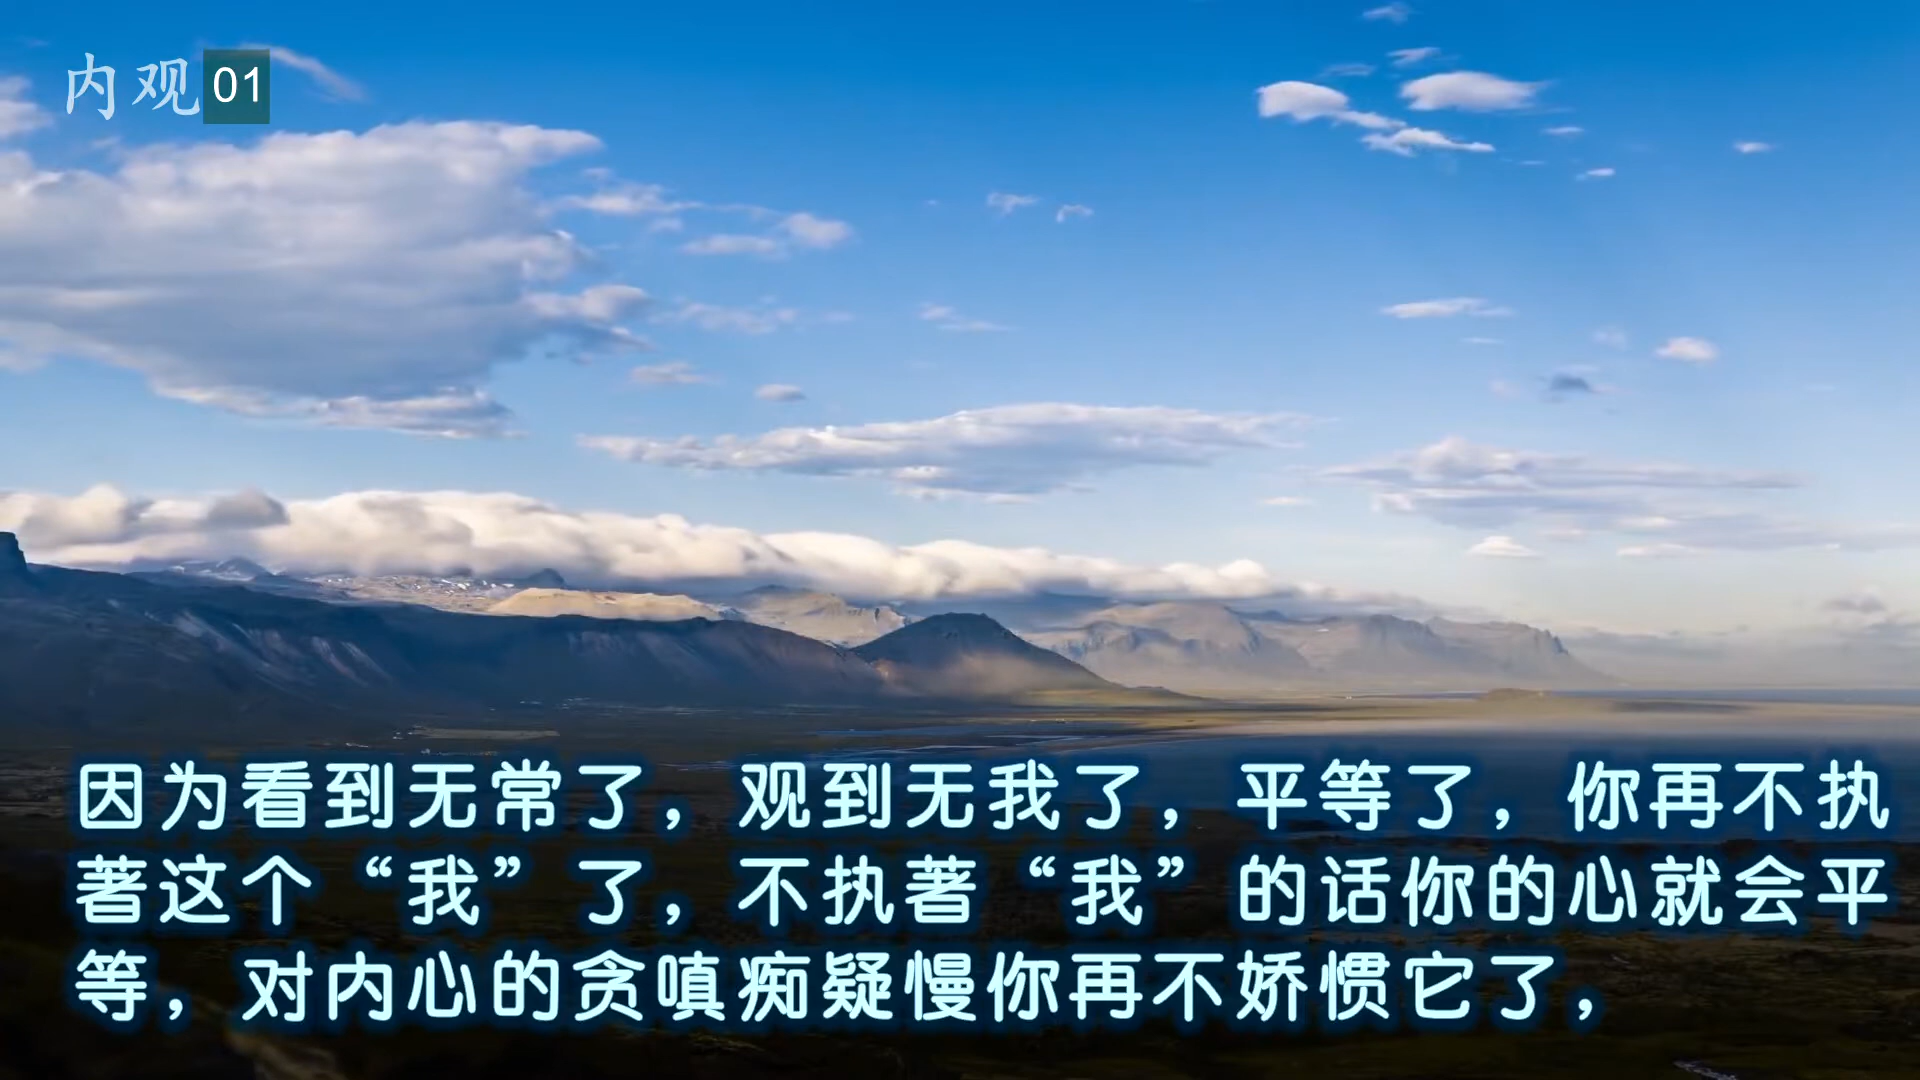 内观01
因为看到无常了，观到无我了，平等了，你再不执
著这个“我”了，不执著“我”的话你的心就会平
等，对内心的贪嗔痴疑慢你再不娇惯它了，